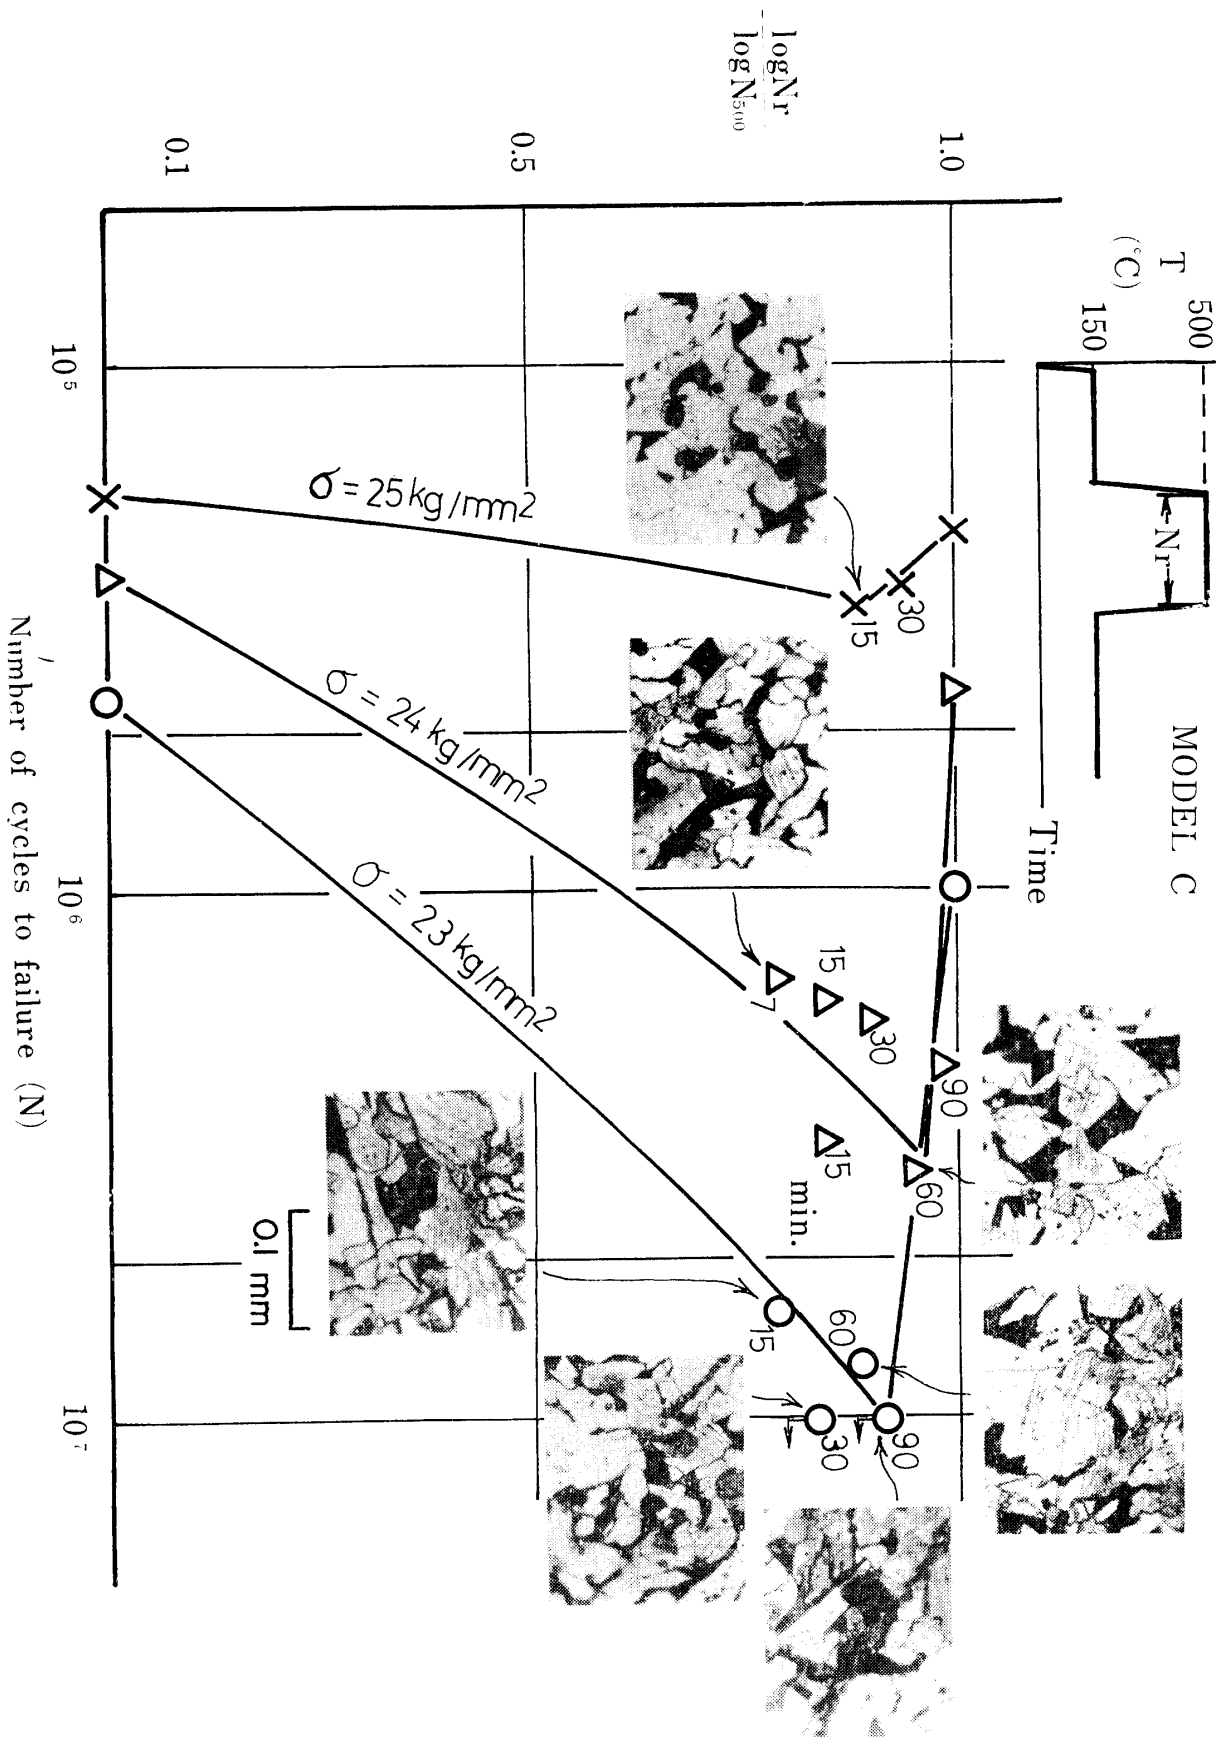 MODEL C
T
(°C)
500
150
Nr
Time
logNr
logN₅₀₀
1.0
0.5
0.1
σ = 25 kg/mm²
σ = 24 kg/mm²
σ = 23 kg/mm²
15
30
7
15
30
90
15
60
min.
15
60
30
90
0.1 mm
10⁵
10⁶
10⁷
Number of cycles to failure (N)